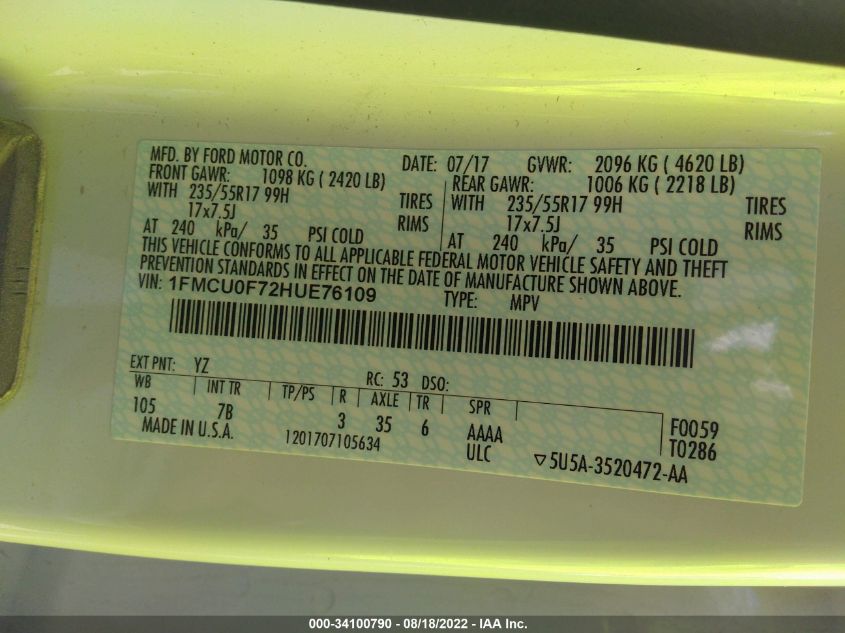 MFD. BY FORD MOTOR CO. DATE: 07/17 GVWR: 2096 KG ( 4620 LB)
FRONT GAWR: 1098 KG ( 2420 LB) REAR GAWR: 1006 KG ( 2218 LB)
WITH 235/55R17 99H TIRES WITH 235/55R17 99H TIRES
17x7.5J RIMS 17x7.5J RIMS
AT 240 kPa/ 35 PSI COLD AT 240 kPa/ 35 PSI COLD
THIS VEHICLE CONFORMS TO ALL APPLICABLE FEDERAL MOTOR VEHICLE SAFETY AND THEFT
PREVENTION STANDARDS IN EFFECT ON THE DATE OF MANUFACTURE SHOWN ABOVE.
VIN: 1FMCU0F72HUE76109 TYPE: MPV
EXT PNT: YZ RC: 53 DSO:
WB INT TR TP/PS R AXLE TR SPR
105 7B 3 35 6 AAAA F0059
MADE IN U.S.A. 1201707105634 ULC T0286
▽5U5A-3520472-AA
000-34100790 - 08/18/2022 - IAA Inc.